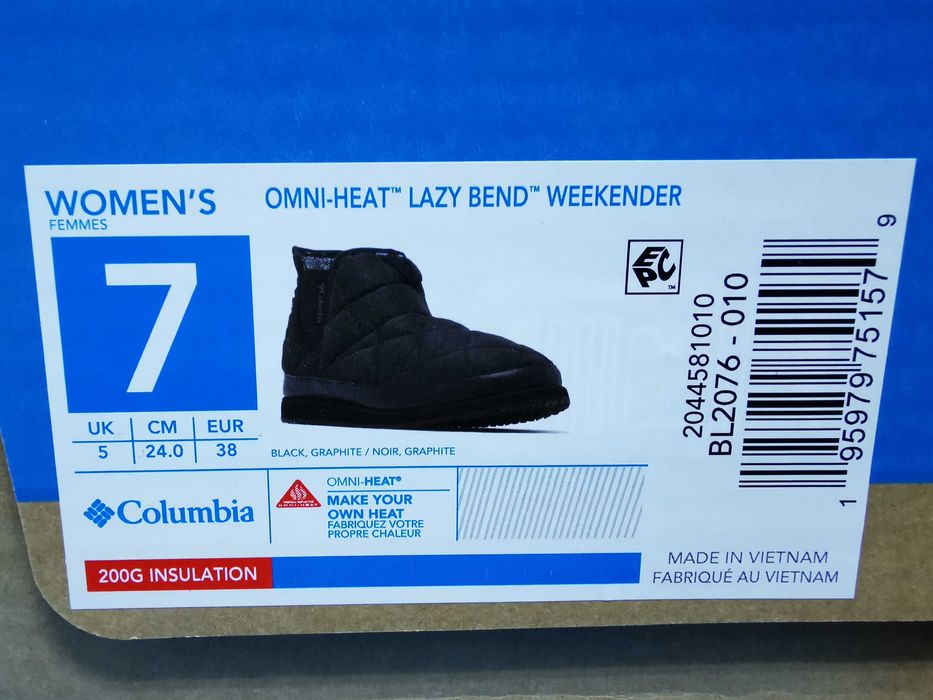 WOMEN'S
FEMMES
OMNI-HEAT™ LAZY BEND™ WEEKENDER
7
UK CM EUR
5 24.0 38
BLACK, GRAPHITE / NOIR, GRAPHITE
EPC™
2044581010
BL2076 - 010
1 95979 75157 9
Columbia
OMNI-HEAT®
MAKE YOUR
OWN HEAT
FABRIQUEZ VOTRE
PROPRE CHALEUR
200G INSULATION
MADE IN VIETNAM
FABRIQUÉ AU VIETNAM